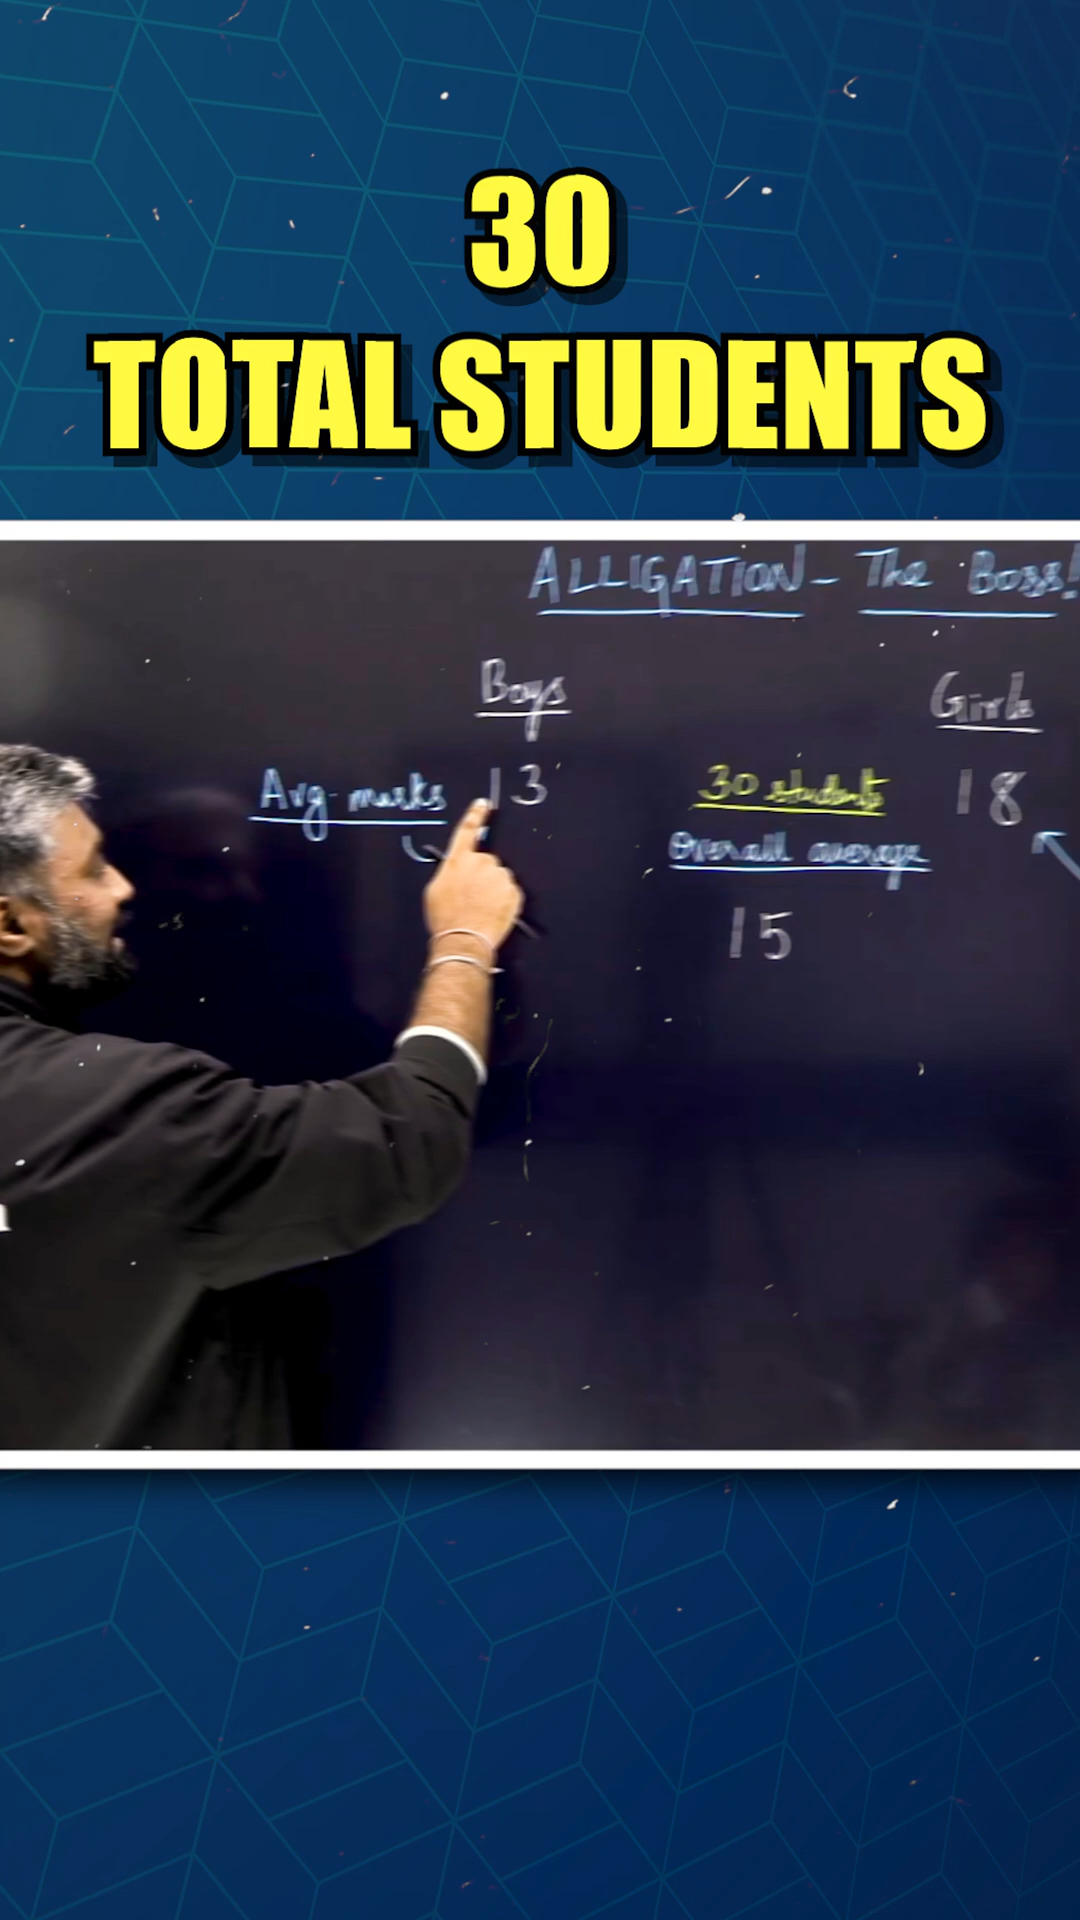 30
TOTAL STUDENTS
ALLIGATION - The Boss!
Boys
Girls
Avg. marks 13
30 students
18
Overall average
15